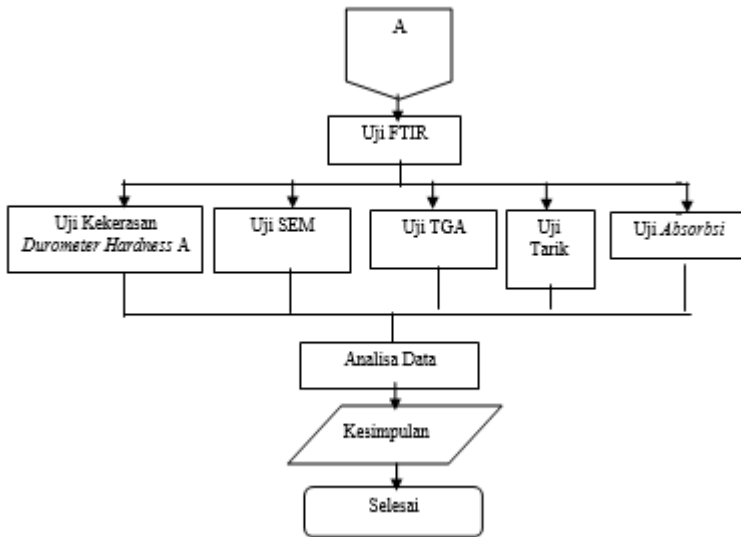 A
Uji FTIR
Uji Kekerasan
Durometer Hardness A
Uji SEM
Uji TGA
Uji
Tarik
Uji Absorbsi
Analisa Data
Kesimpulan
Selesai